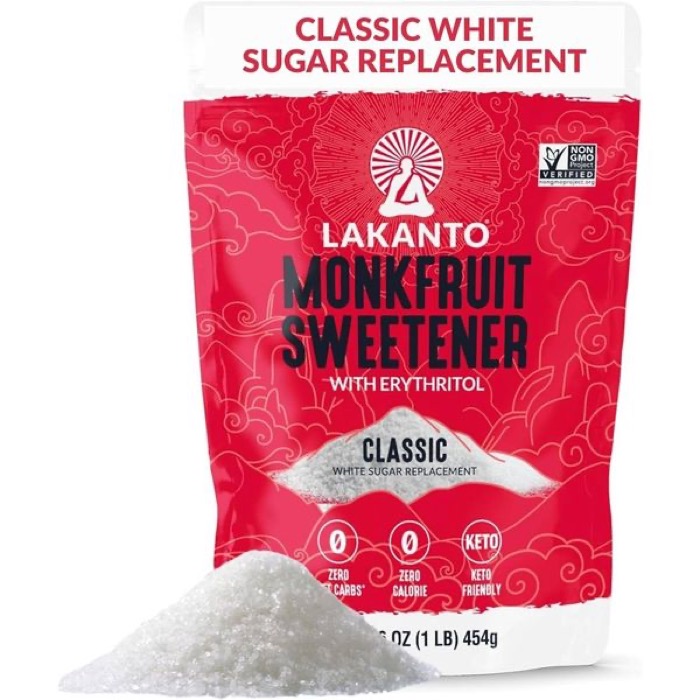 CLASSIC WHITE
SUGAR REPLACEMENT
NON
GMO
Project
VERIFIED
nongmoproject.org
LAKANTO®
MONKFRUIT
SWEETENER
WITH ERYTHRITOL
CLASSIC
WHITE SUGAR REPLACEMENT
0 0 KETO
ZERO ZERO KETO
CARBS* CALORIE FRIENDLY
OZ (1 LB) 454g